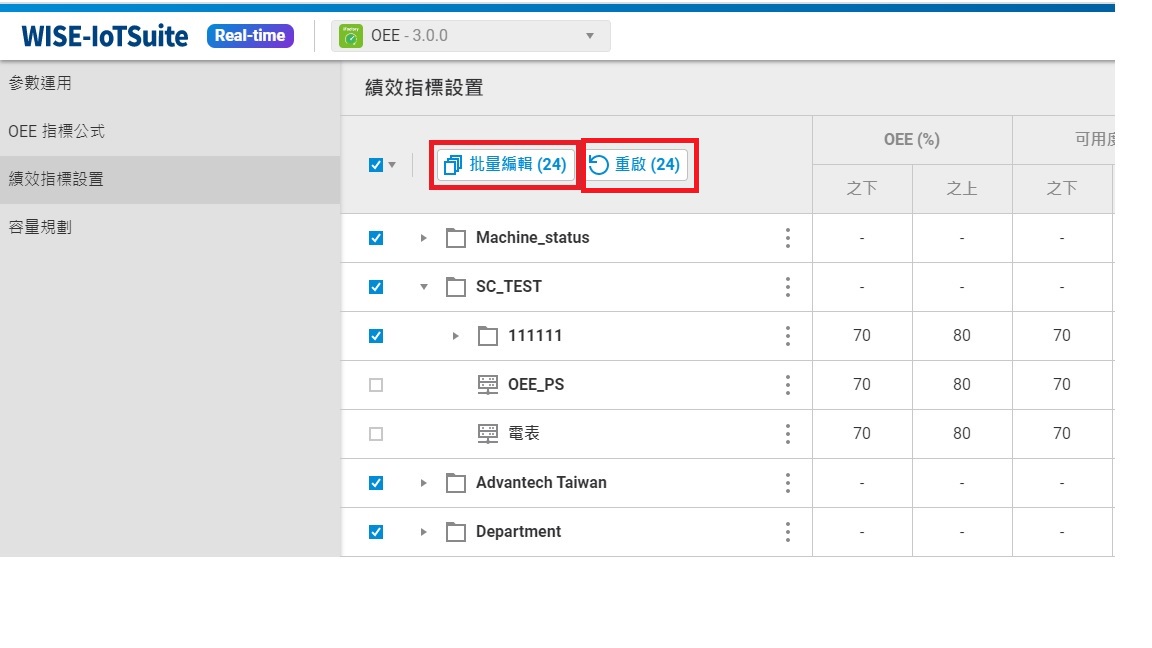 WISE-IoTSuite Real-time OEE - 3.0.0
參數運用
OEE 指標公式
績效指標設置
容量規劃
績效指標設置
批量編輯 (24) 重啟 (24) OEE (%) 可用
之下 之上 之下
Machine_status - - -
SC_TEST - - -
111111 70 80 70
OEE_PS 70 80 70
電表 70 80 70
Advantech Taiwan - - -
Department - - -